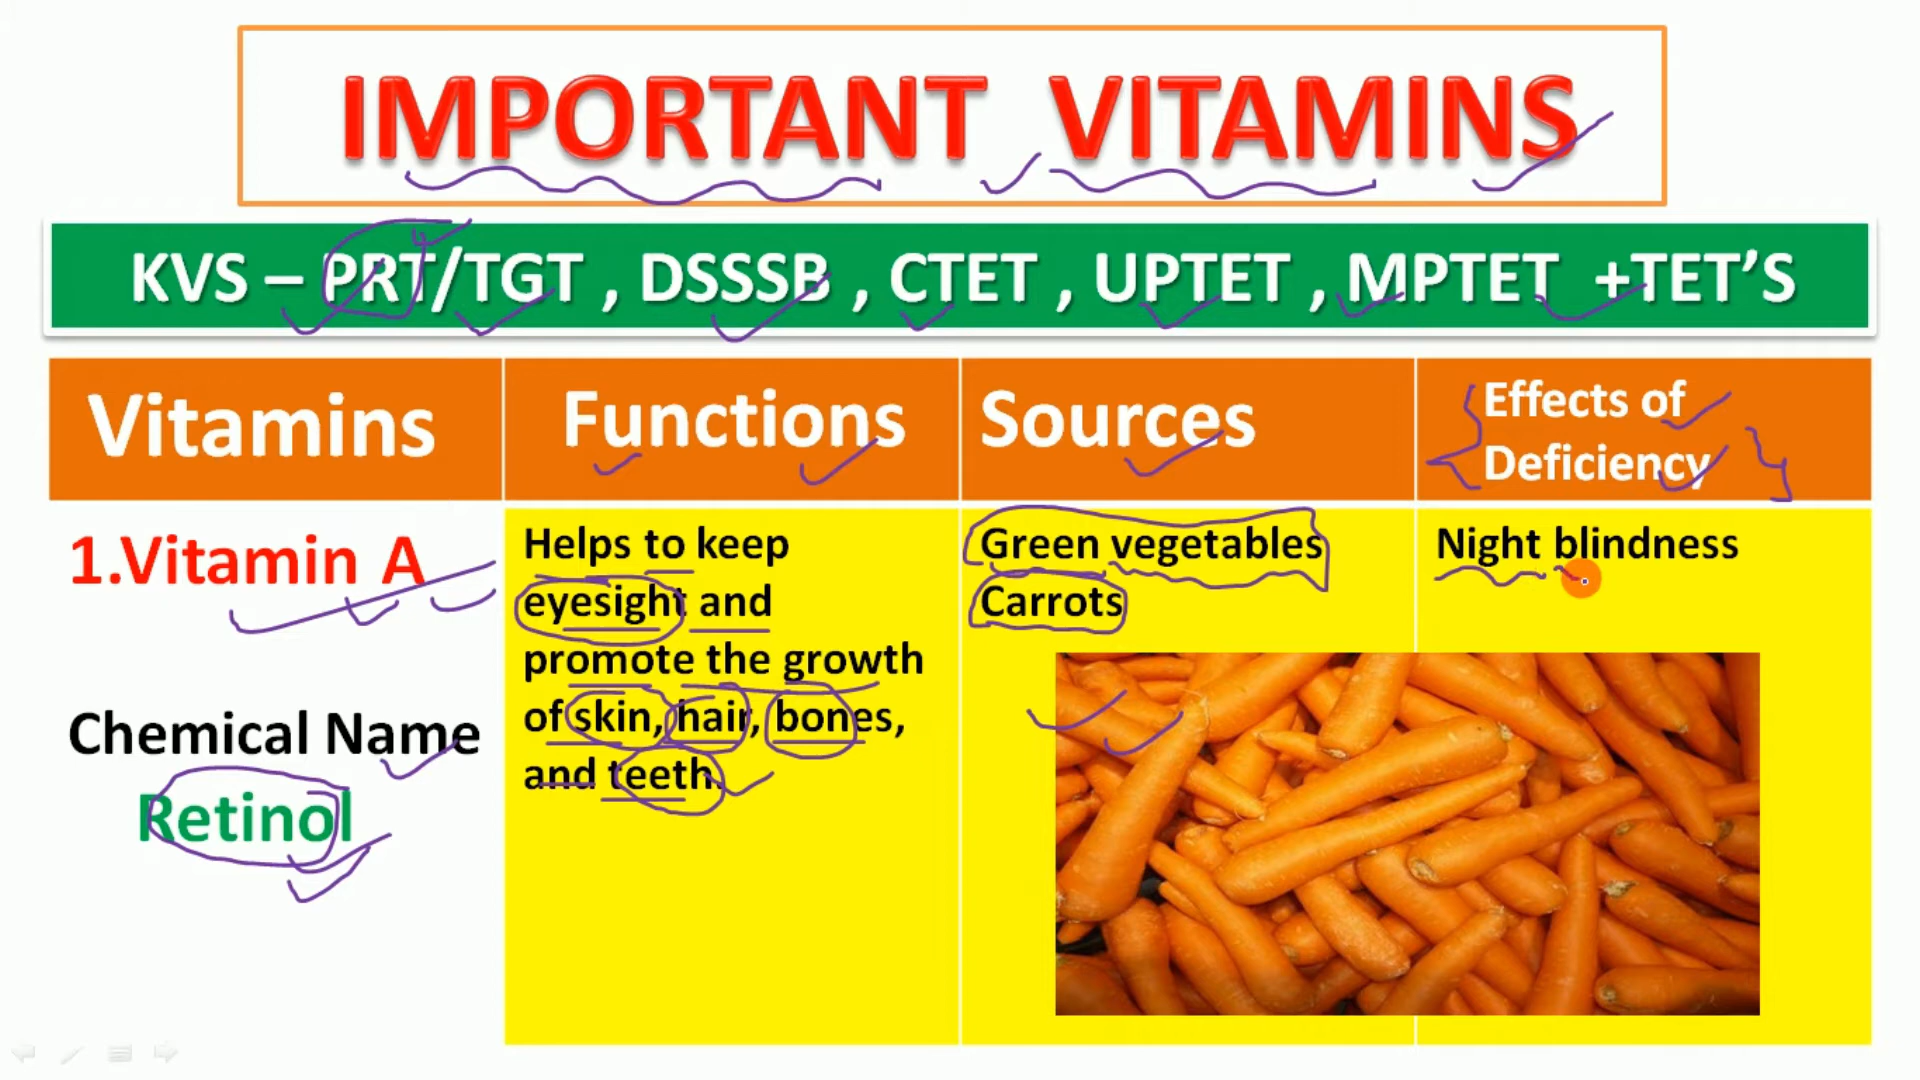 IMPORTANT VITAMINS
KVS – PRT/TGT , DSSSB , CTET , UPTET , MPTET +TET'S
Vitamins
Functions
Sources
Effects of
Deficiency
1.Vitamin A
Chemical Name
Retinol
Helps to keep
eyesight and
promote the growth
of skin, hair, bones,
and teeth.
Green vegetables
Carrots
Night blindness